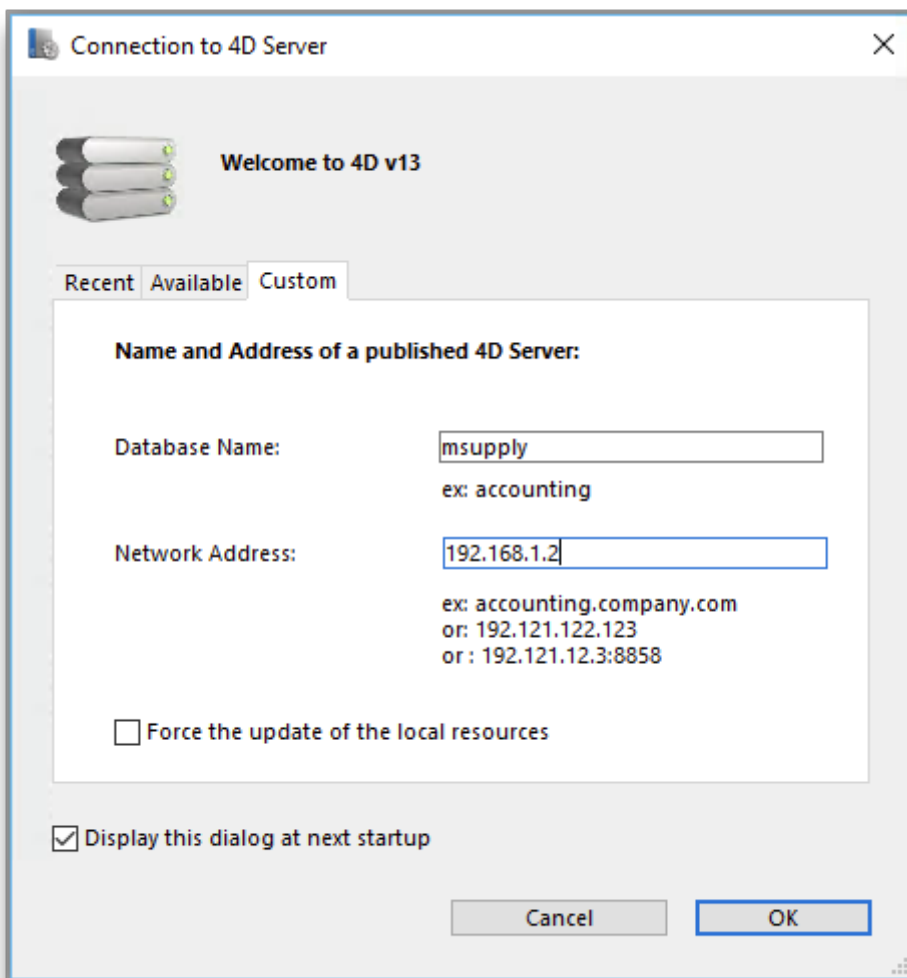 Connection to 4D Server
Welcome to 4D v13
Recent Available Custom
Name and Address of a published 4D Server:
Database Name: msupply
ex: accounting
Network Address: 192.168.1.2
ex: accounting.company.com
or: 192.121.122.123
or : 192.121.12.3:8858
Force the update of the local resources
Display this dialog at next startup
Cancel OK